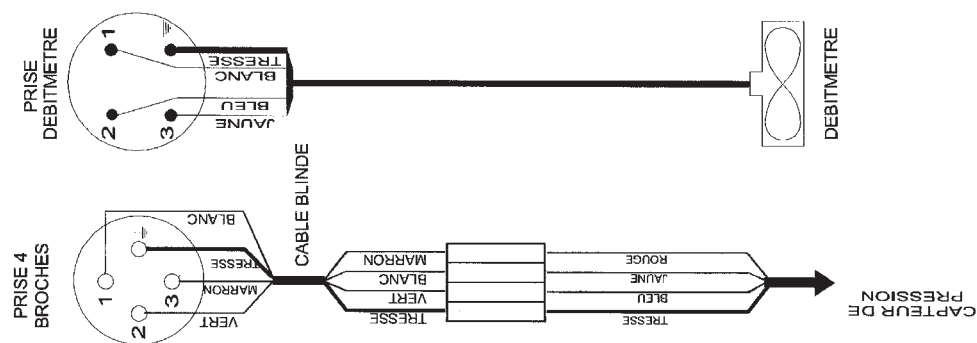 PRISE
DEBITMETRE
1
2
3
TRESSE
BLANC
BLEU
JAUNE
DEBITMETRE
PRISE 4
BROCHES
1
2
3
BLANC
TRESSE
MARRON
VERT
CABLE BLINDE
MARRON
BLANC
VERT
TRESSE
ROUGE
JAUNE
BLEU
TRESSE
CAPTEUR DE
PRESSION